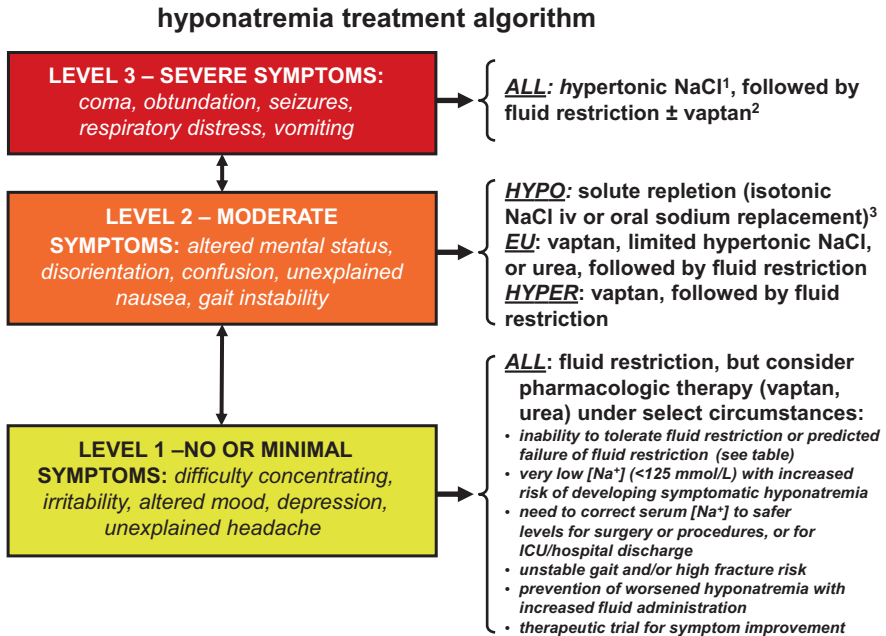 hyponatremia treatment algorithm
LEVEL 3 – SEVERE SYMPTOMS:
coma, obtundation, seizures,
respiratory distress, vomiting
ALL: hypertonic NaCl¹, followed by
fluid restriction ± vaptan²
LEVEL 2 – MODERATE
SYMPTOMS: altered mental status,
disorientation, confusion, unexplained
nausea, gait instability
HYPO: solute repletion (isotonic
NaCl iv or oral sodium replacement)³
EU: vaptan, limited hypertonic NaCl,
or urea, followed by fluid restriction
HYPER: vaptan, followed by fluid
restriction
LEVEL 1 –NO OR MINIMAL
SYMPTOMS: difficulty concentrating,
irritability, altered mood, depression,
unexplained headache
ALL: fluid restriction, but consider
pharmacologic therapy (vaptan,
urea) under select circumstances:
• inability to tolerate fluid restriction or predicted
failure of fluid restriction (see table)
• very low [Na⁺] (<125 mmol/L) with increased
risk of developing symptomatic hyponatremia
• need to correct serum [Na⁺] to safer
levels for surgery or procedures, or for
ICU/hospital discharge
• unstable gait and/or high fracture risk
• prevention of worsened hyponatremia with
increased fluid administration
• therapeutic trial for symptom improvement